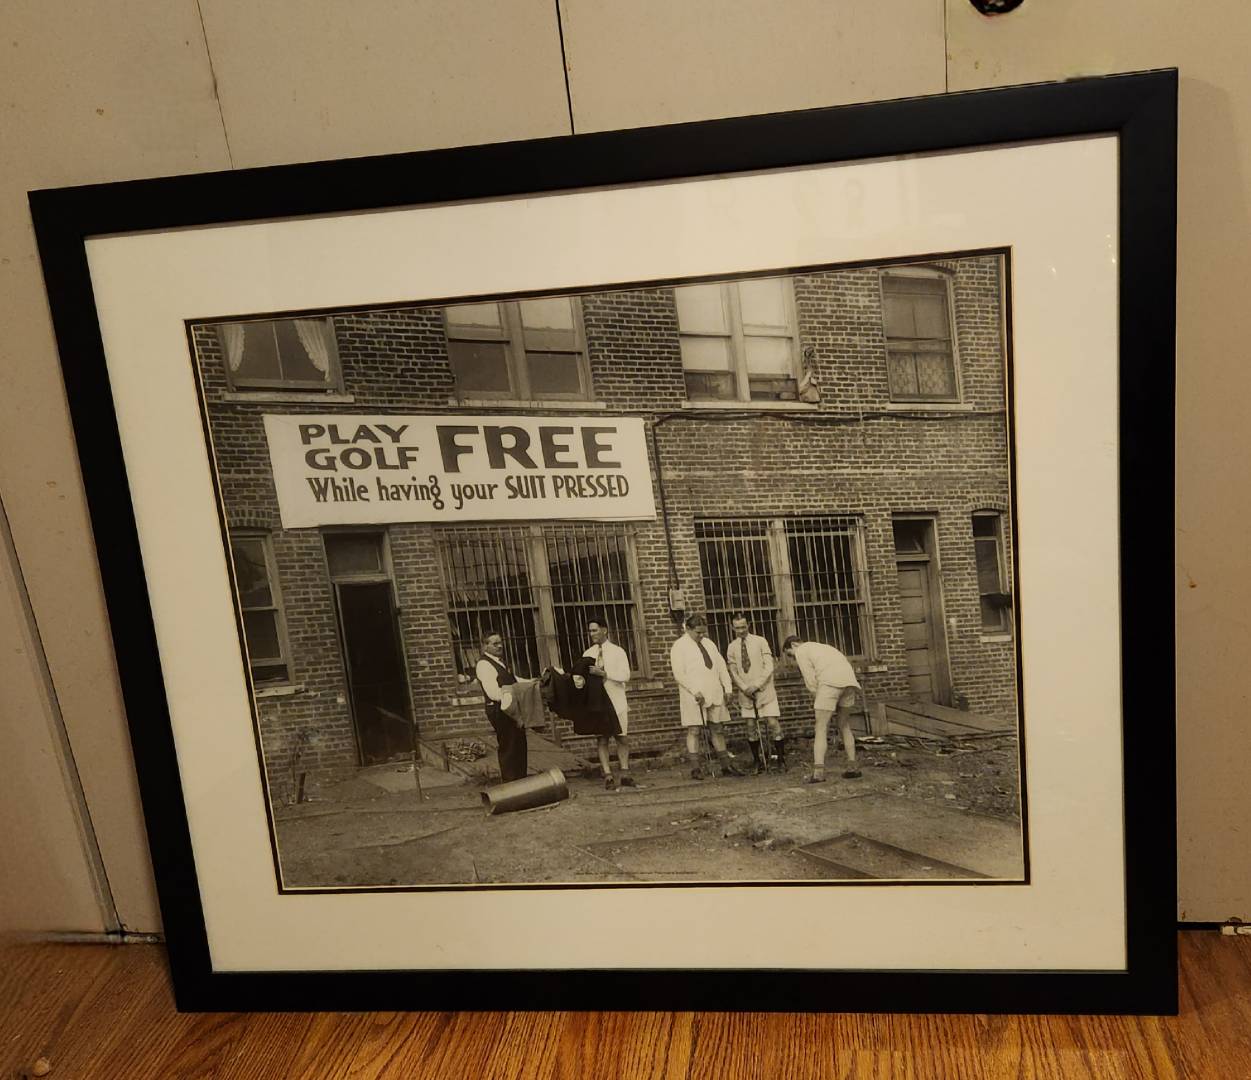 PLAY GOLF FREE
While having your SUIT PRESSED